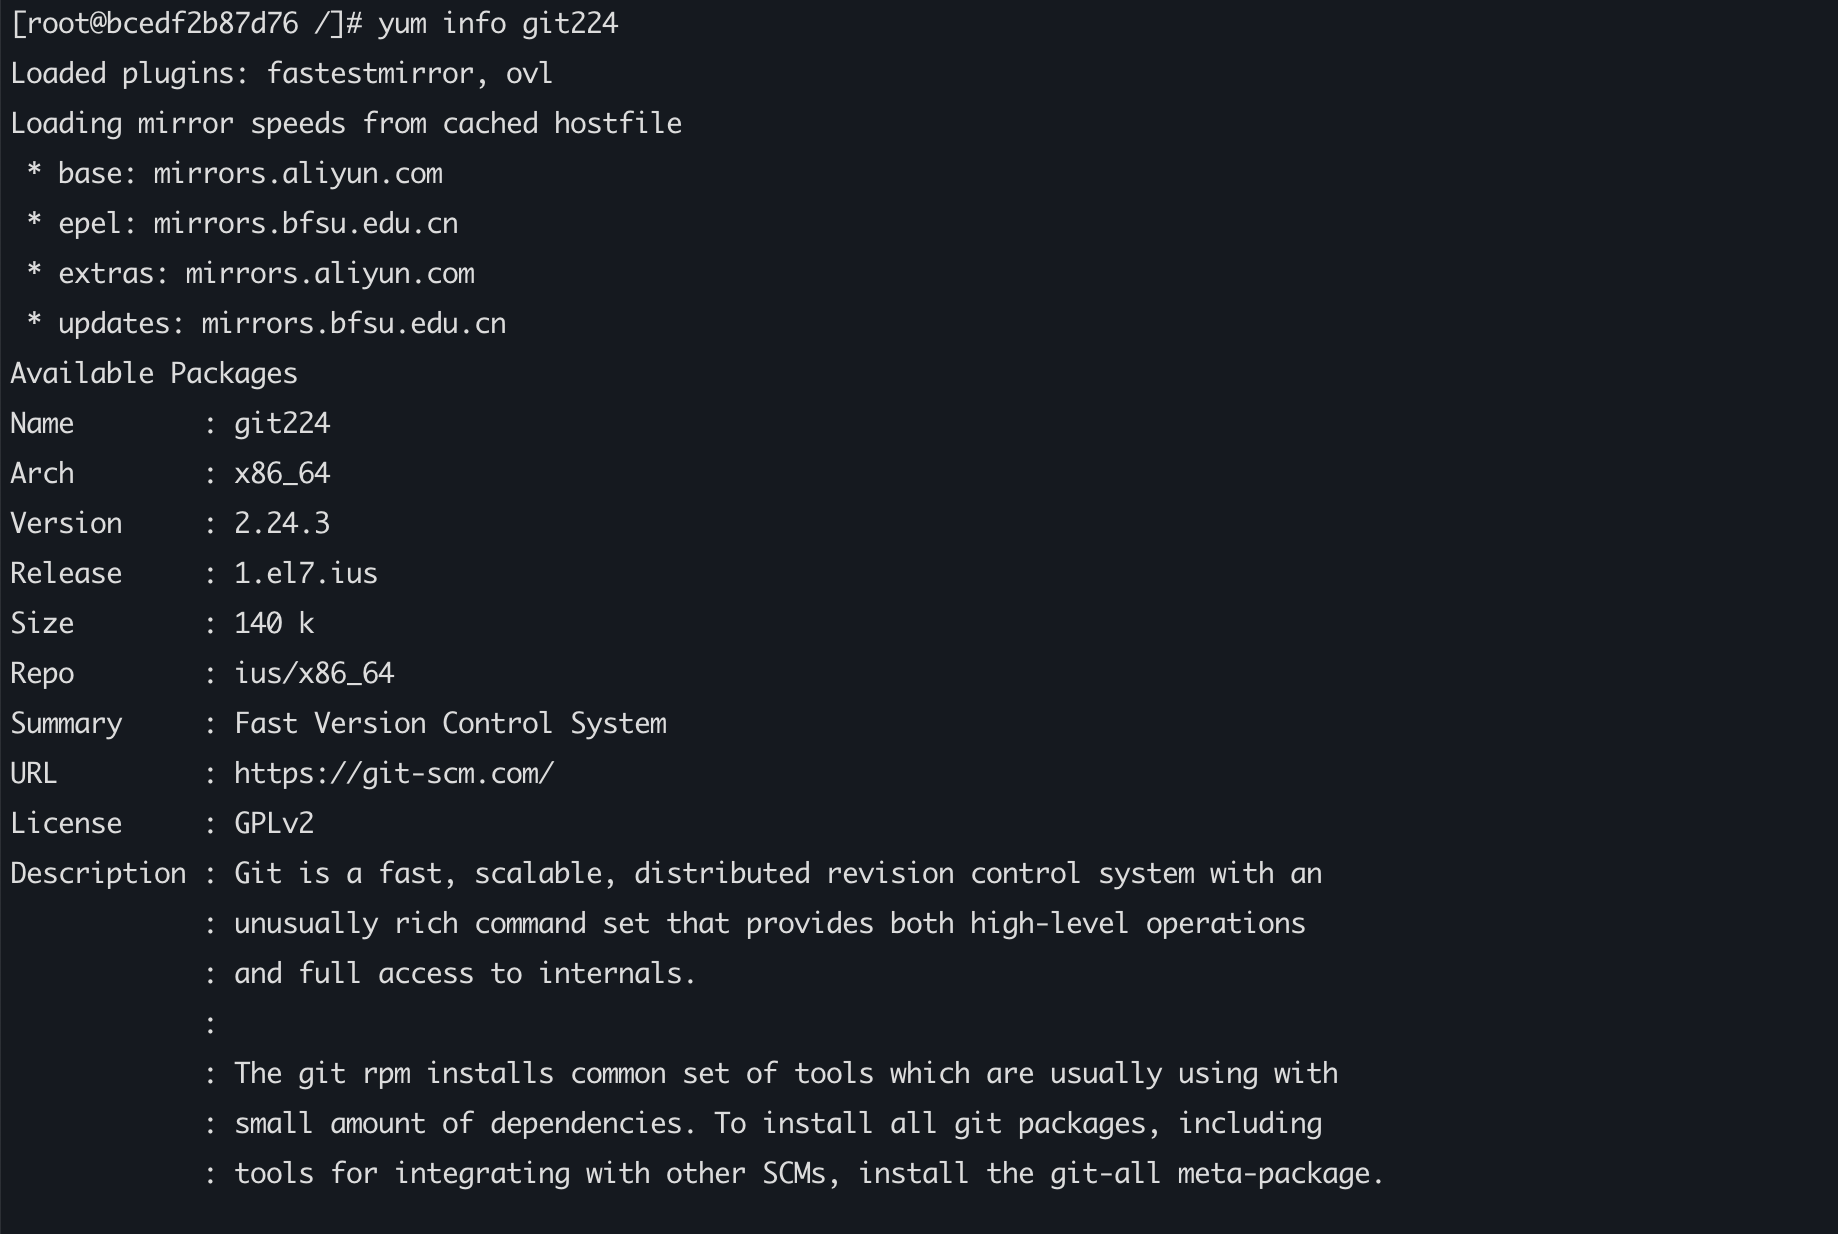 [root@bcedf2b87d76 /]# yum info git224
Loaded plugins: fastestmirror, ovl
Loading mirror speeds from cached hostfile
 * base: mirrors.aliyun.com
 * epel: mirrors.bfsu.edu.cn
 * extras: mirrors.aliyun.com
 * updates: mirrors.bfsu.edu.cn
Available Packages
Name        : git224
Arch        : x86_64
Version     : 2.24.3
Release     : 1.el7.ius
Size        : 140 k
Repo        : ius/x86_64
Summary     : Fast Version Control System
URL         : https://git-scm.com/
License     : GPLv2
Description : Git is a fast, scalable, distributed revision control system with an
            : unusually rich command set that provides both high-level operations
            : and full access to internals.
            :
            : The git rpm installs common set of tools which are usually using with
            : small amount of dependencies. To install all git packages, including
            : tools for integrating with other SCMs, install the git-all meta-package.